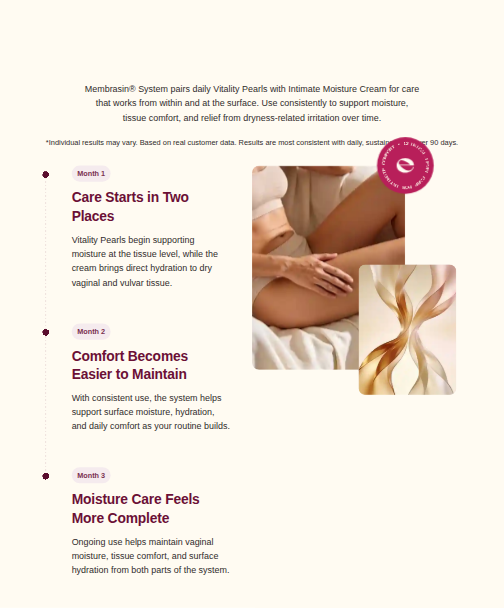 Membrasin® System pairs daily Vitality Pearls with Intimate Moisture Cream for care
that works from within and at the surface. Use consistently to support moisture,
tissue comfort, and relief from dryness-related irritation over time.
*Individual results may vary. Based on real customer data. Results are most consistent with daily, over 90 days.
Month 1
Care Starts in Two
Places
Vitality Pearls begin supporting
moisture at the tissue level, while the
cream brings direct hydration to dry
vaginal and vulvar tissue.
Month 2
Comfort Becomes
Easier to Maintain
With consistent use, the system helps
support surface moisture, hydration,
and daily comfort as your routine builds.
Month 3
Moisture Care Feels
More Complete
Ongoing use helps maintain vaginal
moisture, tissue comfort, and surface
hydration from both parts of the system.